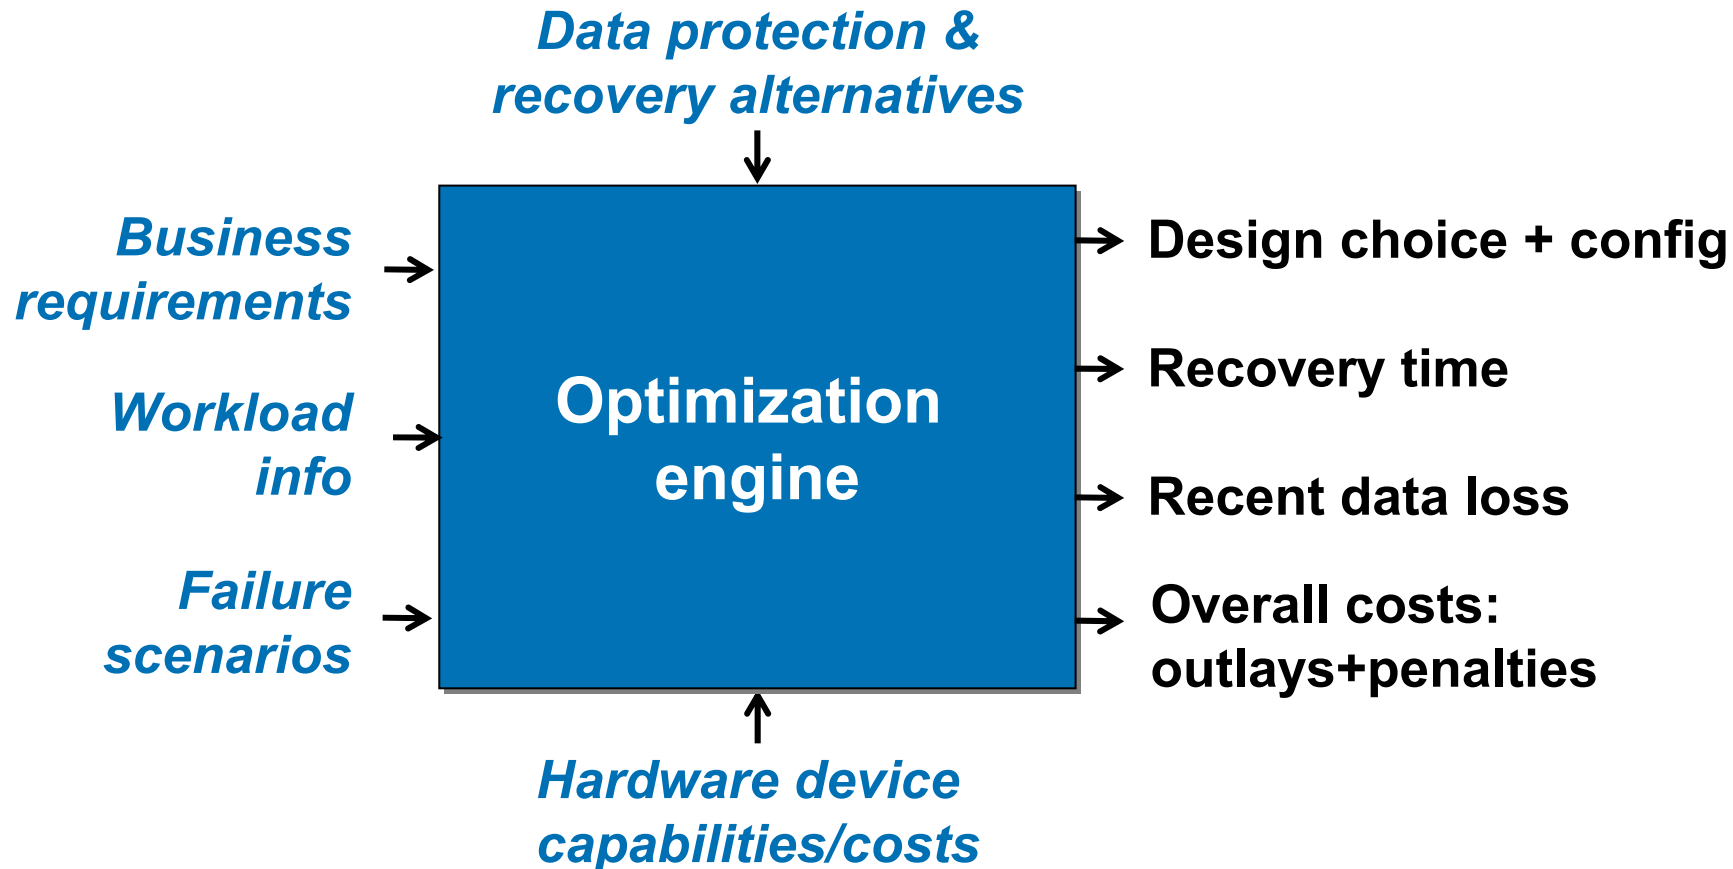 Data protection &
recovery alternatives
Business
requirements
Workload
info
Failure
scenarios
Optimization
engine
Design choice + config
Recovery time
Recent data loss
Overall costs:
outlays+penalties
Hardware device
capabilities/costs